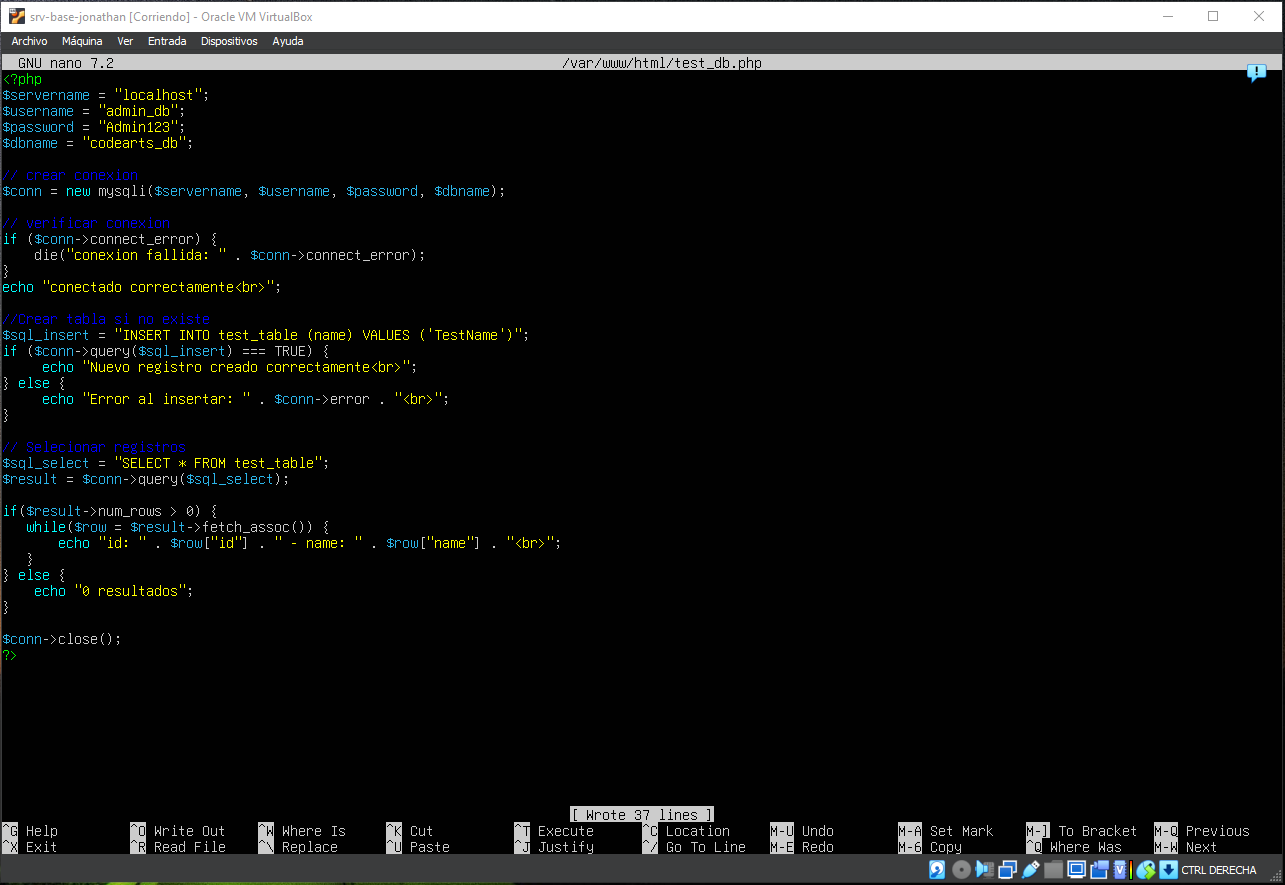 srv-base-jonathan [Corriendo] - Oracle VM VirtualBox
Archivo Máquina Ver Entrada Dispositivos Ayuda
GNU nano 7.2 /var/www/html/test_db.php
<?php
$servername = "localhost";
$username = "admin_db";
$password = "Admin123";
$dbname = "codearts_db";
// crear conexion
$conn = new mysqli($servername, $username, $password, $dbname);
// verificar conexion
if ($conn->connect_error) {
    die("conexion fallida: " . $conn->connect_error);
}
echo "conectado correctamente<br>";
//Crear tabla si no existe
$sql_insert = "INSERT INTO test_table (name) VALUES ('TestName')";
if ($conn->query($sql_insert) === TRUE) {
     echo "Nuevo registro creado correctamente<br>";
} else {
     echo "Error al insertar: " . $conn->error . "<br>";
}
// Selecionar registros
$sql_select = "SELECT * FROM test_table";
$result = $conn->query($sql_select);
if($result->num_rows > 0) {
   while($row = $result->fetch_assoc()) {
       echo "id: " . $row["id"] . " - name: " . $row["name"] . "<br>";
   }
} else {
    echo "0 resultados";
}
$conn->close();
?>
[ Wrote 37 lines ]
^G Help ^O Write Out ^W Where Is ^K Cut ^T Execute ^C Location M-U Undo M-A Set Mark M-] To Bracket M-Q Previous
^X Exit ^R Read File ^\ Replace ^U Paste ^J Justify ^/ Go To Line M-E Redo M-6 Copy ^Q Where Was M-W Next
CTRL DERECHA